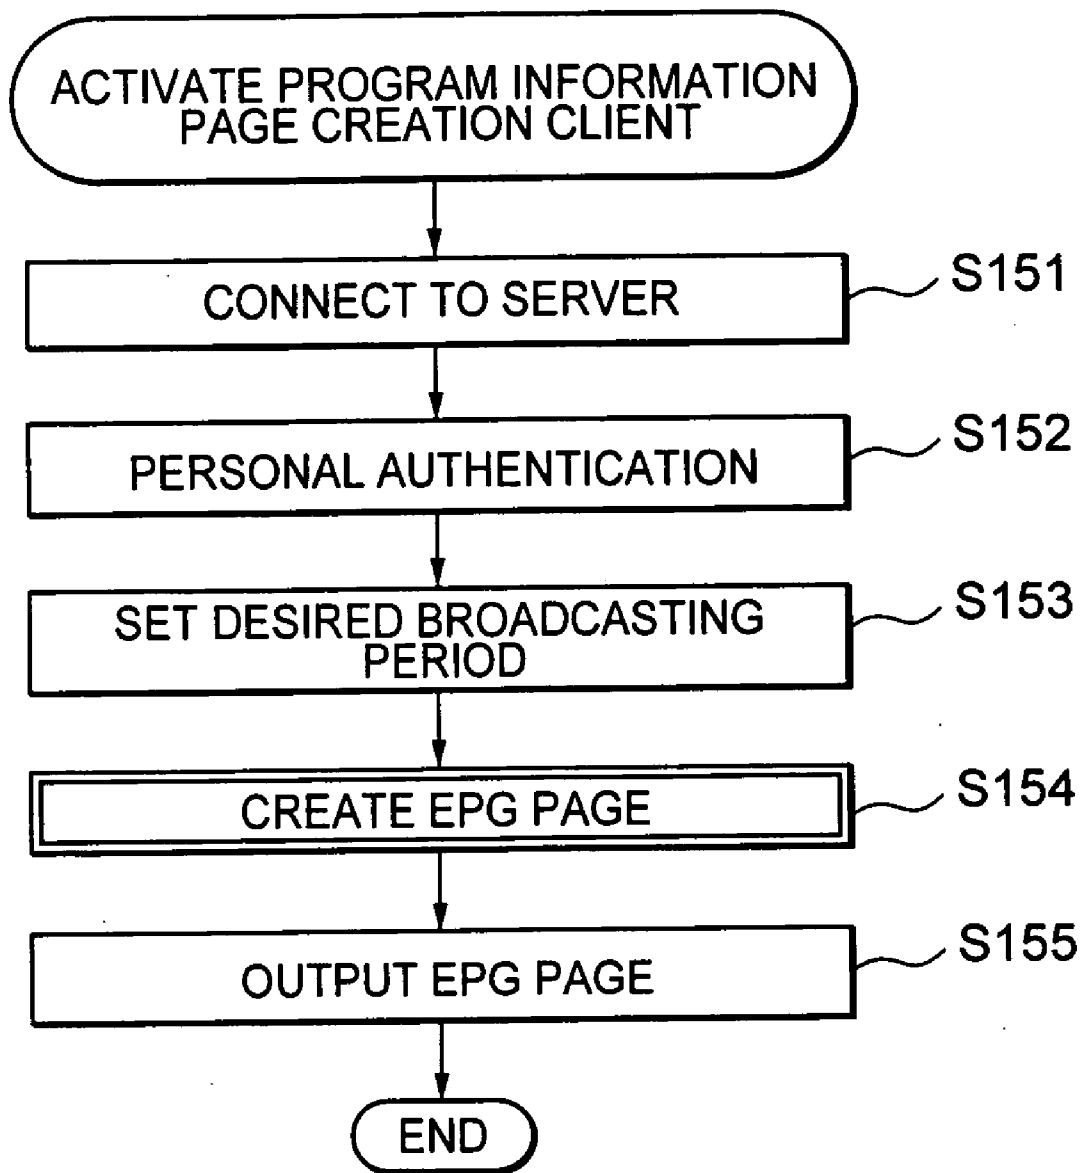 ACTIVATE PROGRAM INFORMATION
PAGE CREATION CLIENT
CONNECT TO SERVER
S151
PERSONAL AUTHENTICATION
S152
SET DESIRED BROADCASTING
PERIOD
S153
CREATE EPG PAGE
S154
OUTPUT EPG PAGE
S155
END